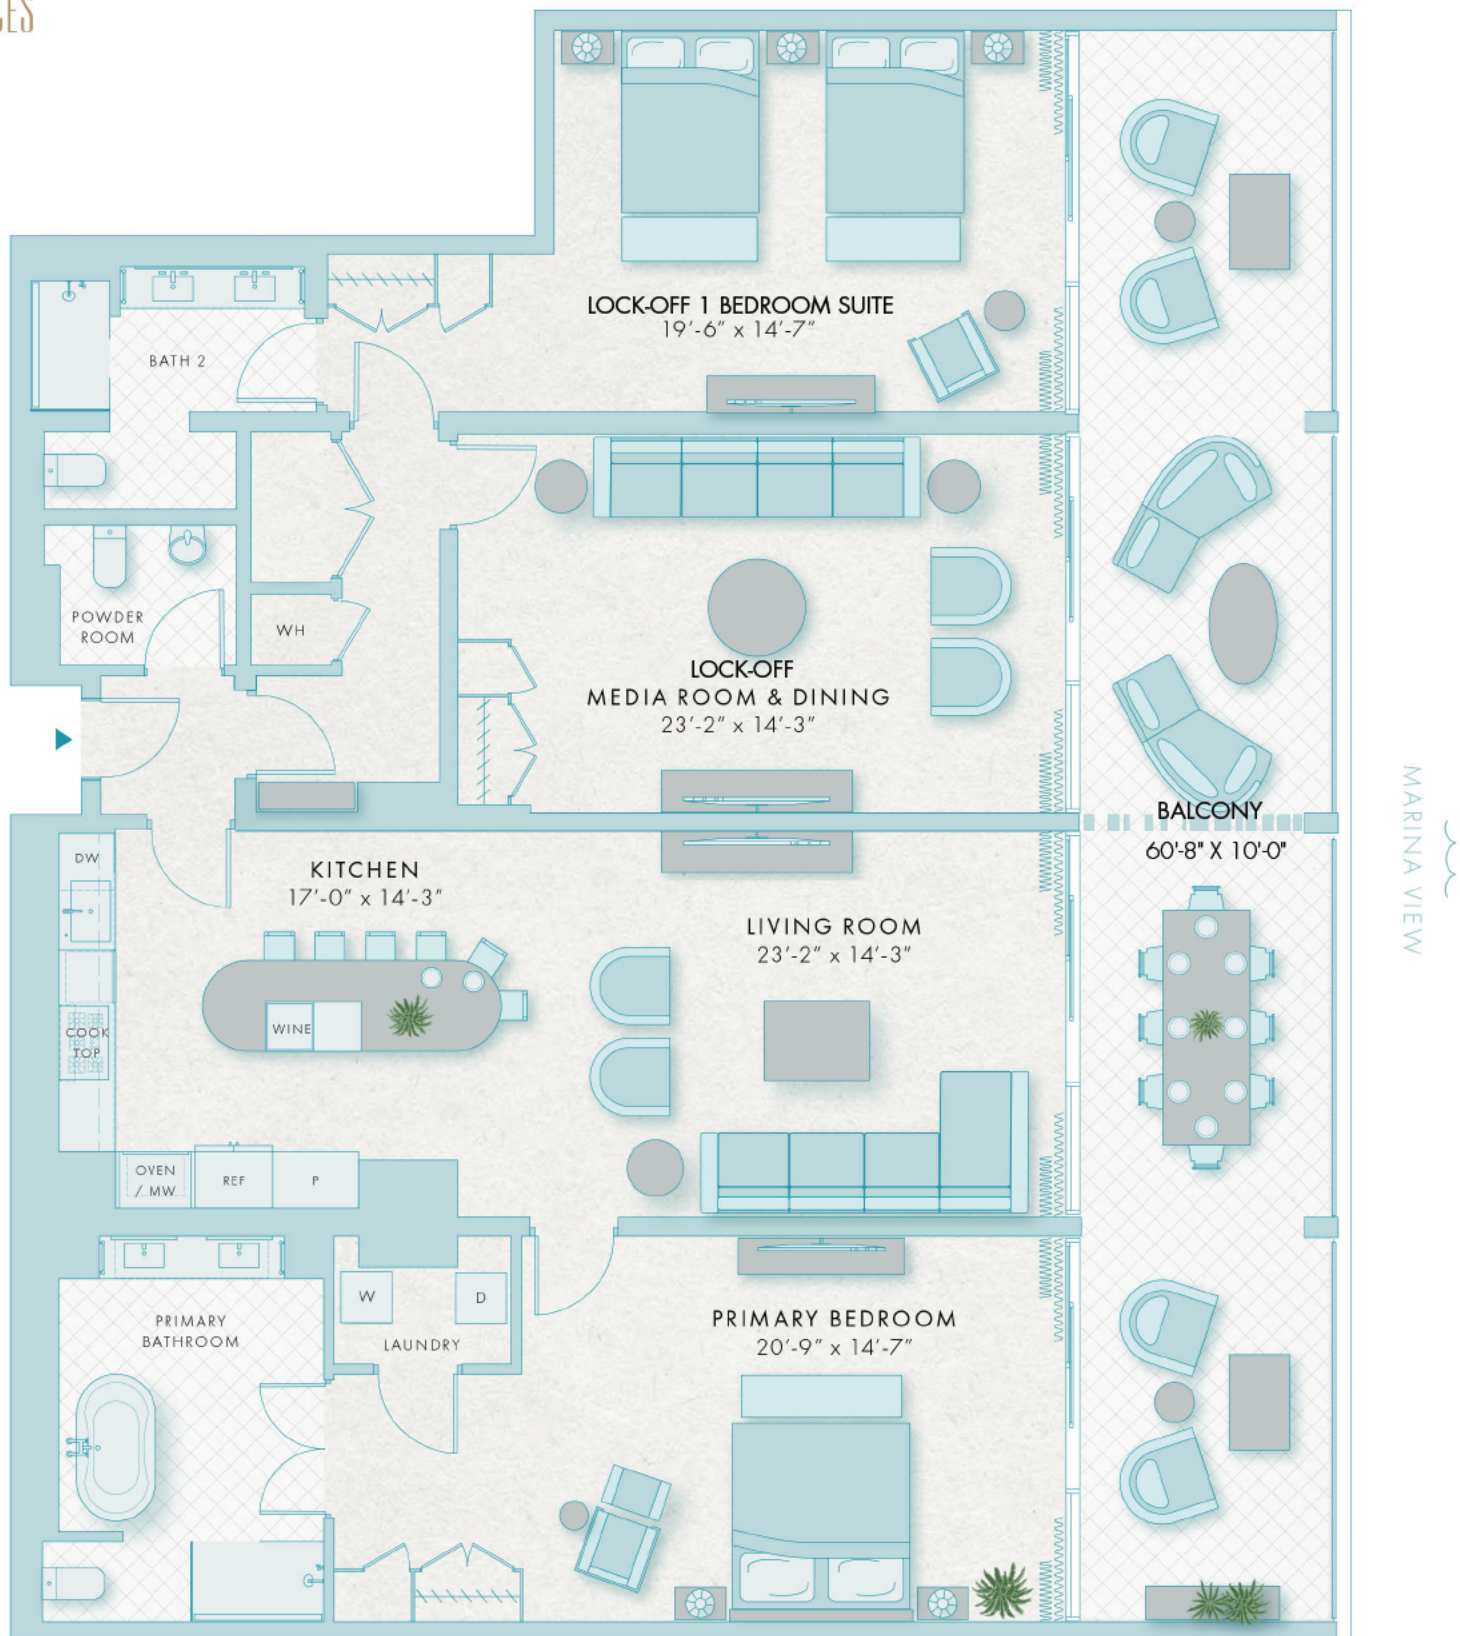 LOCK-OFF 1 BEDROOM SUITE
19'-6" x 14'-7"
BATH 2
POWDER
ROOM
WH
LOCK-OFF
MEDIA ROOM & DINING
23'-2" x 14'-3"
BALCONY
60'-8" X 10'-0"
MARINA VIEW
DW
KITCHEN
17'-0" x 14'-3"
LIVING ROOM
23'-2" x 14'-3"
WINE
COOK
TOP
OVEN
/ MW
REF
P
W
D
LAUNDRY
PRIMARY
BATHROOM
PRIMARY BEDROOM
20'-9" x 14'-7"